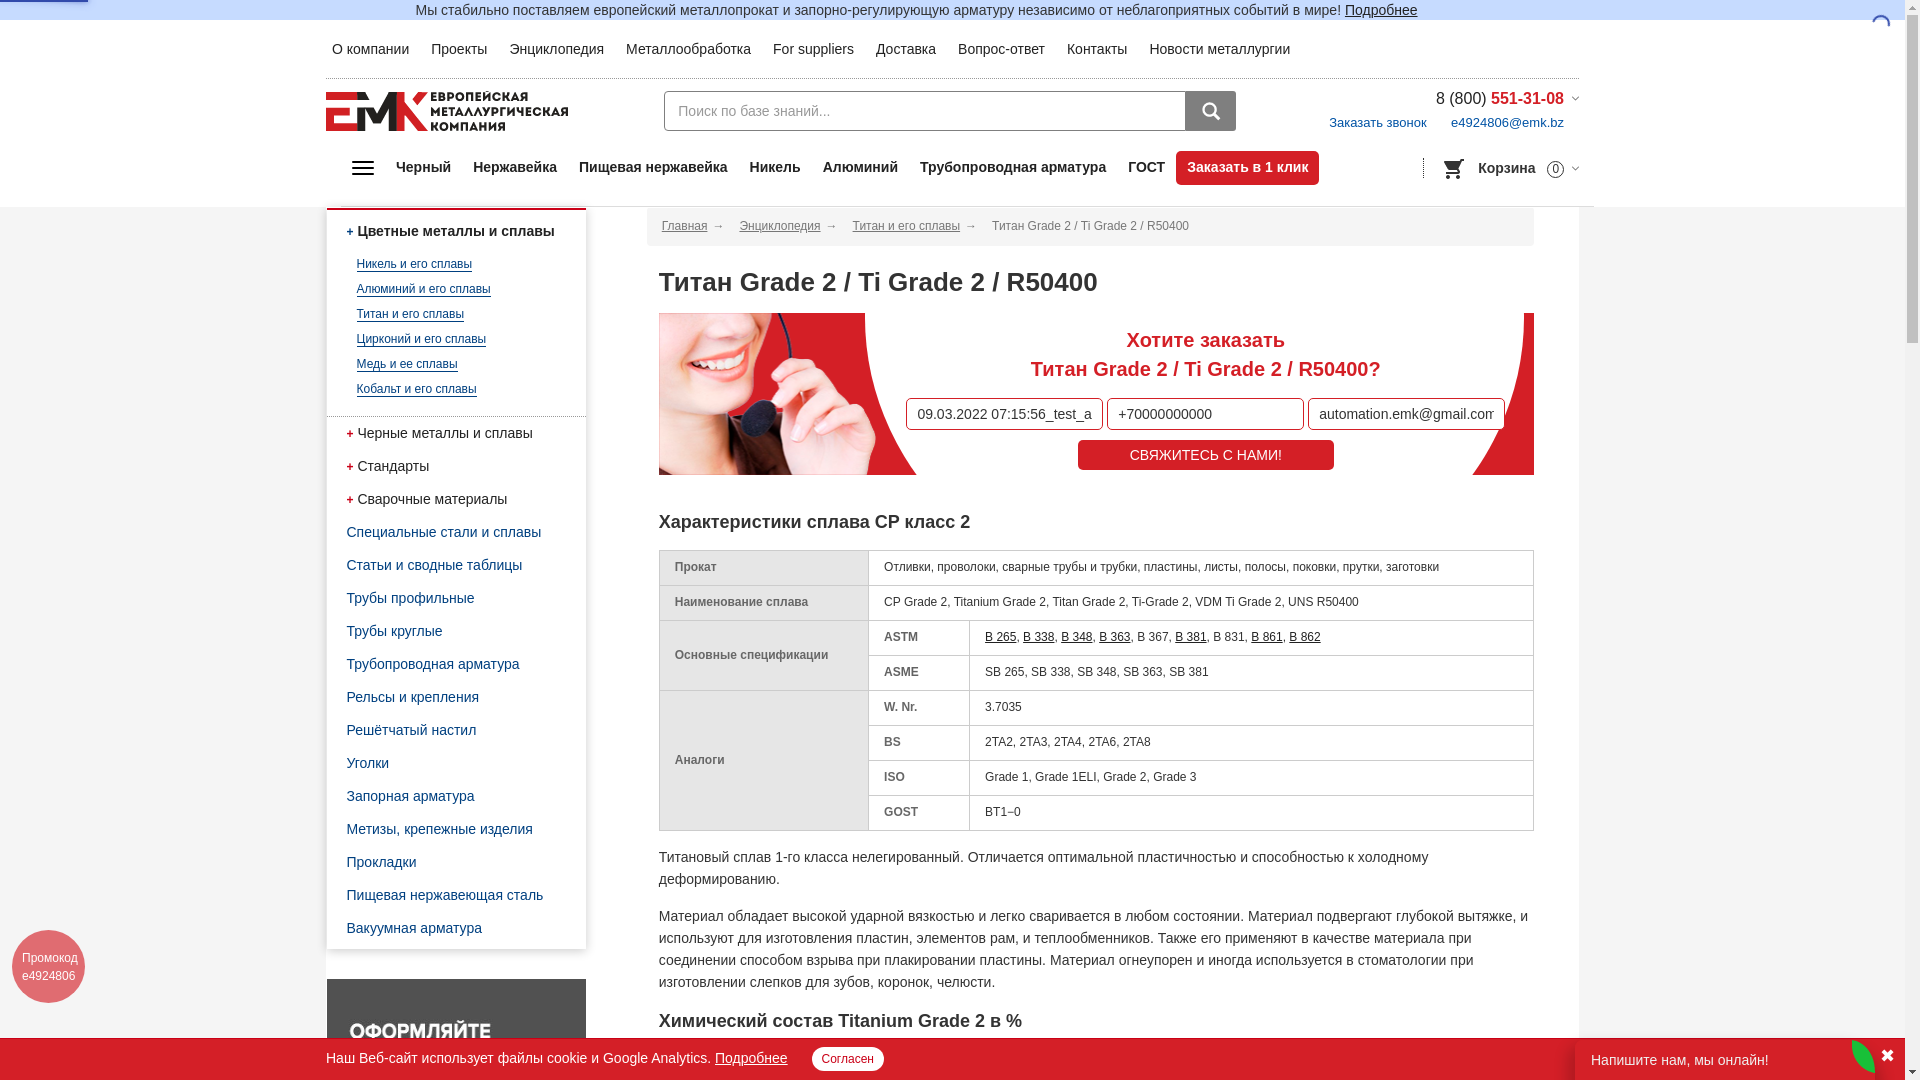 Мы стабильно поставляем европейский металлопрокат и запорно-регулирующую арматуру независимо от неблагоприятных событий в мире! Подробнее
О компании Проекты Энциклопедия Металлообработка For suppliers Доставка Вопрос-ответ Контакты Новости металлургии
ЕМК ЕВРОПЕЙСКАЯ
МЕТАЛЛУРГИЧЕСКАЯ
КОМПАНИЯ
Поиск по базе знаний...
8 (800) 551-31-08
Заказать звонок e4924806@emk.bz
Черный Нержавейка Пищевая нержавейка Никель Алюминий Трубопроводная арматура ГОСТ Заказать в 1 клик
Корзина 0
+ Цветные металлы и сплавы
Никель и его сплавы
Алюминий и его сплавы
Титан и его сплавы
Цирконий и его сплавы
Медь и ее сплавы
Кобальт и его сплавы
+ Черные металлы и сплавы
+ Стандарты
+ Сварочные материалы
Специальные стали и сплавы
Статьи и сводные таблицы
Трубы профильные
Трубы круглые
Трубопроводная арматура
Рельсы и крепления
Решётчатый настил
Уголки
Запорная арматура
Метизы, крепежные изделия
Прокладки
Пищевая нержавеющая сталь
Вакуумная арматура
ОФОРМЛЯЙТЕ
Главная → Энциклопедия → Титан и его сплавы → Титан Grade 2 / Ti Grade 2 / R50400
Титан Grade 2 / Ti Grade 2 / R50400
Хотите заказать
Титан Grade 2 / Ti Grade 2 / R50400?
09.03.2022 07:15:56_test_a +70000000000 automation.emk@gmail.com
СВЯЖИТЕСЬ С НАМИ!
Характеристики сплава CP класс 2
Прокат Отливки, проволоки, сварные трубы и трубки, пластины, листы, полосы, поковки, прутки, заготовки
Наименование сплава CP Grade 2, Titanium Grade 2, Titan Grade 2, Ti-Grade 2, VDM Ti Grade 2, UNS R50400
Основные спецификации
ASTM B 265, B 338, B 348, B 363, B 367, B 381, B 831, B 861, B 862
ASME SB 265, SB 338, SB 348, SB 363, SB 381
Аналоги
W. Nr. 3.7035
BS 2TA2, 2TA3, 2TA4, 2TA6, 2TA8
ISO Grade 1, Grade 1ELI, Grade 2, Grade 3
GOST ВТ1−0
Титановый сплав 1-го класса нелегированный. Отличается оптимальной пластичностью и способностью к холодному
деформированию.
Материал обладает высокой ударной вязкостью и легко сваривается в любом состоянии. Материал подвергают глубокой вытяжке, и
используют для изготовления пластин, элементов рам, и теплообменников. Также его применяют в качестве материала при
соединении способом взрыва при плакировании пластины. Материал огнеупорен и иногда используется в стоматологии при
изготовлении слепков для зубов, коронок, челюсти.
Химический состав Titanium Grade 2 в %
Промокод
e4924806
Наш Веб-сайт использует файлы cookie и Google Analytics. Подробнее Согласен
Напишите нам, мы онлайн!